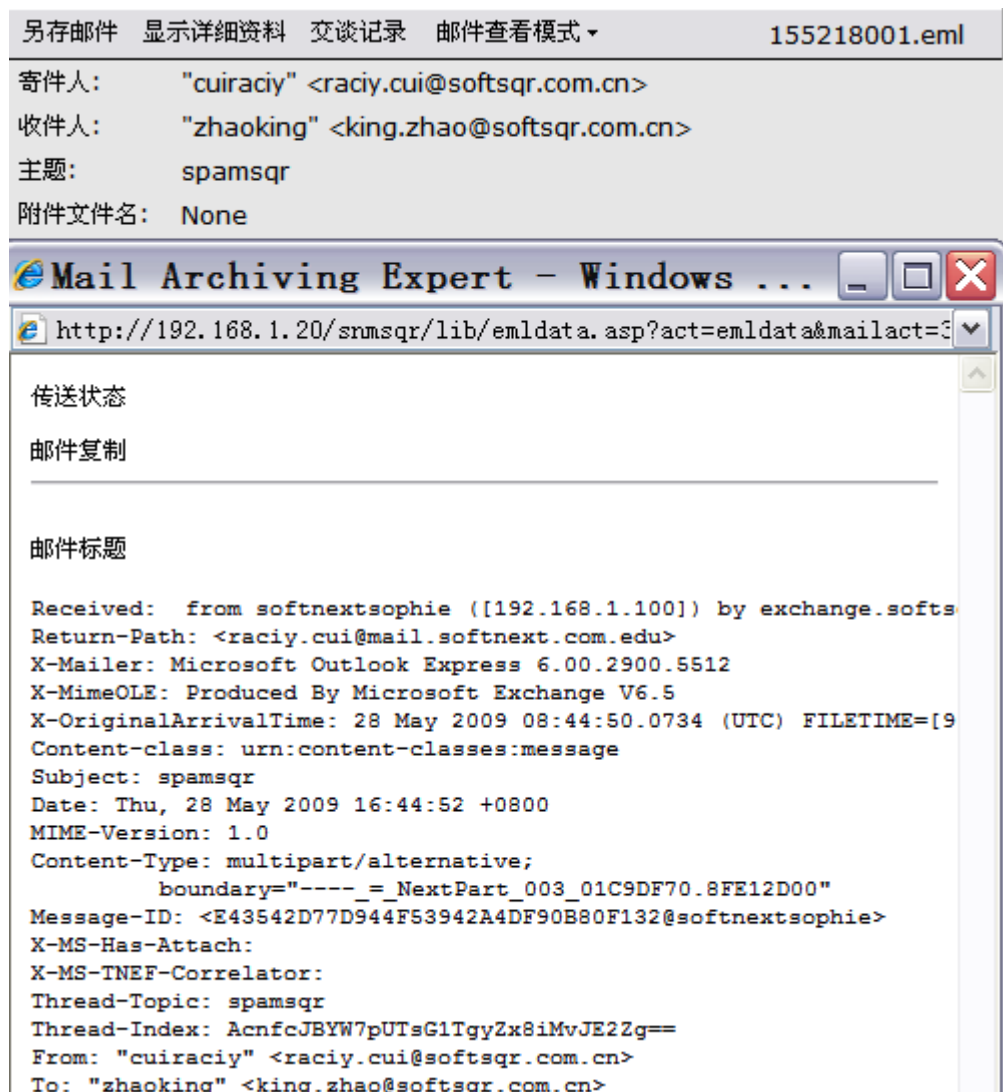 另存邮件 显示详细资料 交谈记录 邮件查看模式 155218001.eml
寄件人: "cuiraciy" <raciy.cui@softsqr.com.cn>
收件人: "zhaoking" <king.zhao@softsqr.com.cn>
主题: spamsqr
附件文件名: None
Mail Archiving Expert - Windows ...
http://192.168.1.20/snmsqr/lib/emldata.asp?act=emldata&mailact=3
传送状态
邮件复制
邮件标题
Received:  from softnextsophie ([192.168.1.100]) by exchange.softs
Return-Path: <raciy.cui@mail.softnext.com.edu>
X-Mailer: Microsoft Outlook Express 6.00.2900.5512
X-MimeOLE: Produced By Microsoft Exchange V6.5
X-OriginalArrivalTime: 28 May 2009 08:44:50.0734 (UTC) FILETIME=[9
Content-class: urn:content-classes:message
Subject: spamsqr
Date: Thu, 28 May 2009 16:44:52 +0800
MIME-Version: 1.0
Content-Type: multipart/alternative;
boundary="----_=_NextPart_003_01C9DF70.8FE12D00"
Message-ID: <E43542D77D944F53942A4DF90B80F132@softnextsophie>
X-MS-Has-Attach:
X-MS-TNEF-Correlator:
Thread-Topic: spamsqr
Thread-Index: AcnfcJBYW7pUTsG1TgyZx8iMvJE2Zg==
From: "cuiraciy" <raciy.cui@softsqr.com.cn>
To: "zhaoking" <king.zhao@softsqr.com.cn>